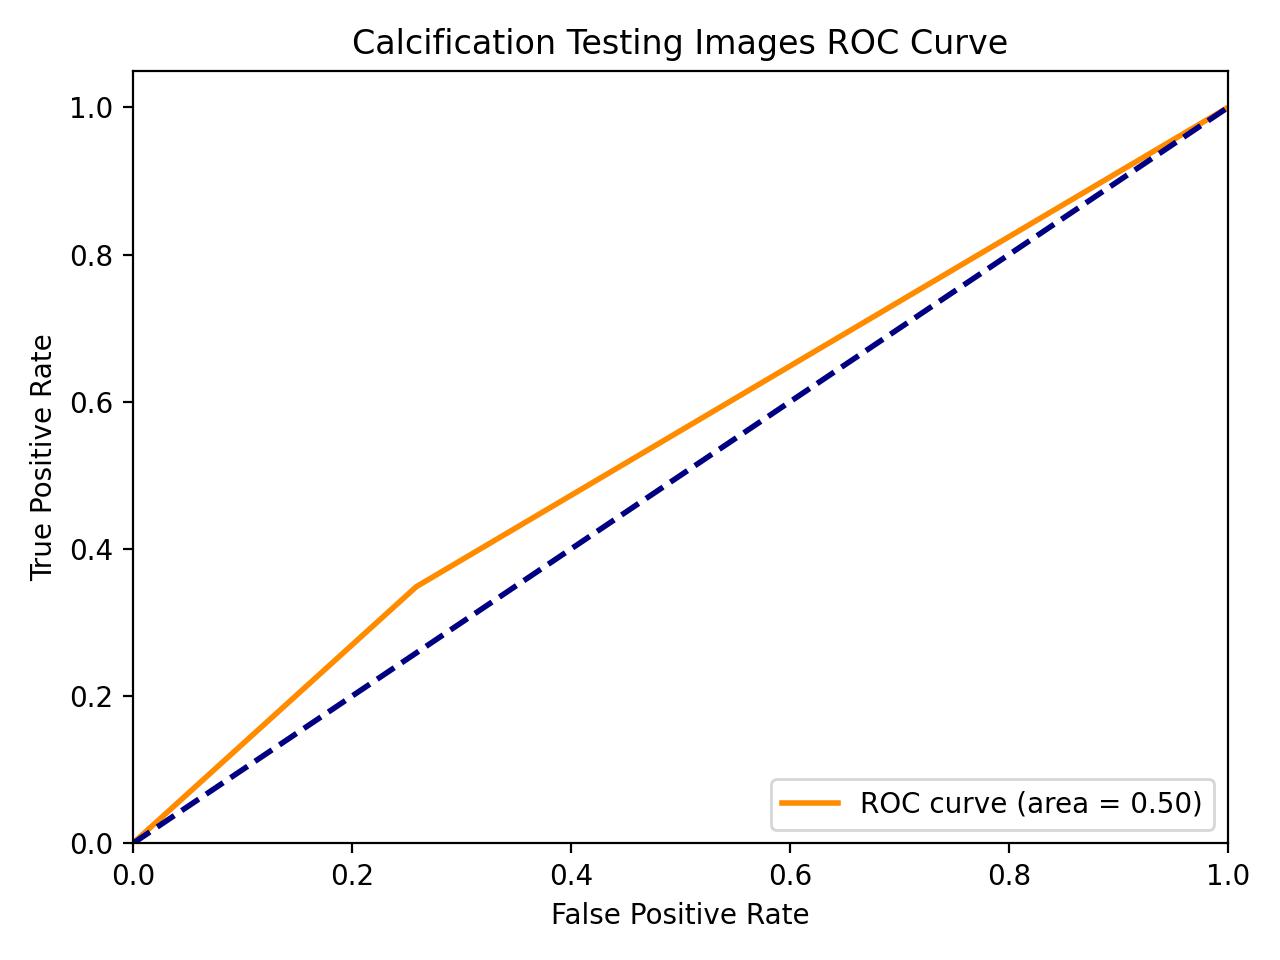 Calcification Testing Images ROC Curve
1.0
0.8
0.6
0.4
0.2
0.0
True Positive Rate
ROC curve (area = 0.50)
0.0 0.2 0.4 0.6 0.8 1.0
False Positive Rate